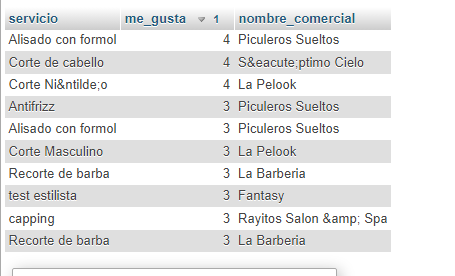 servicio me_gusta 1 nombre_comercial
Alisado con formol 4 Piculeros Sueltos
Corte de cabello 4 S&eacute;ptimo Cielo
Corte Ni&ntilde;o 4 La Pelook
Antifrizz 3 Piculeros Sueltos
Alisado con formol 3 Piculeros Sueltos
Corte Masculino 3 La Pelook
Recorte de barba 3 La Barberia
test estilista 3 Fantasy
capping 3 Rayitos Salon &amp; Spa
Recorte de barba 3 La Barberia